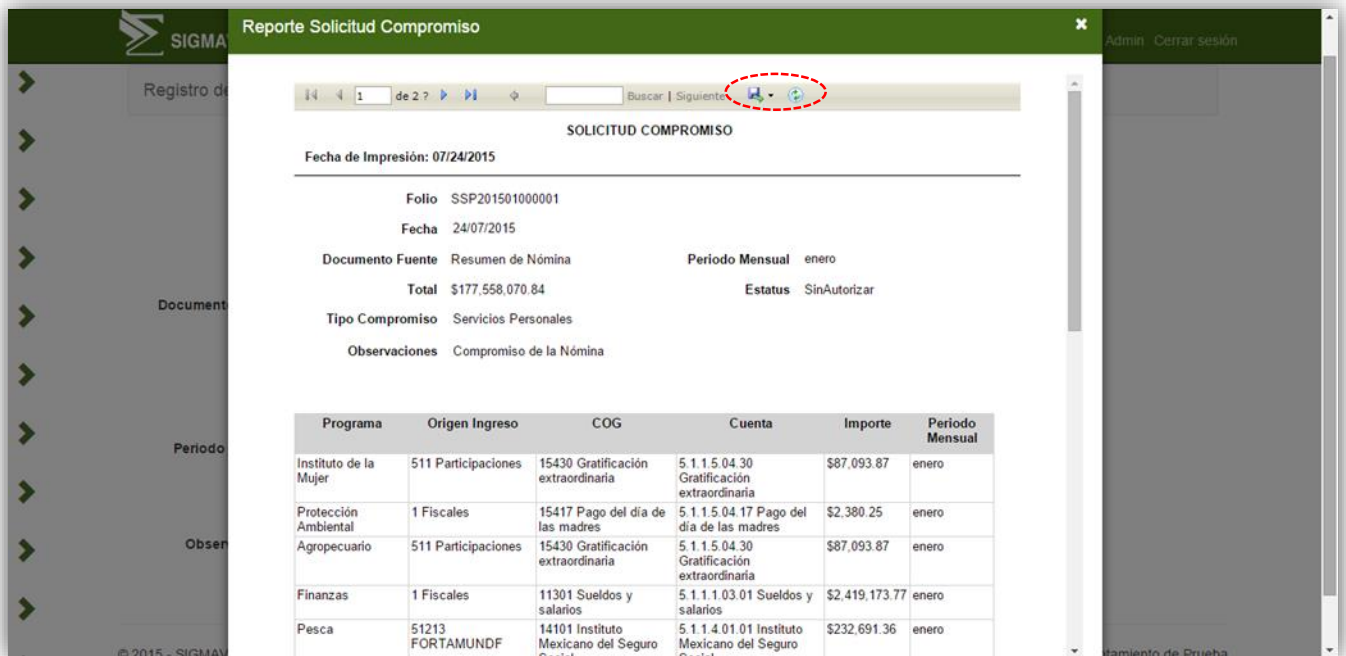 SIGMA
Reporte Solicitud Compromiso
Admin Cerrar sesión
Registro de
1 de 2 ? Buscar | Siguiente
SOLICITUD COMPROMISO
Fecha de Impresión: 07/24/2015
Folio SSP201501000001
Fecha 24/07/2015
Documento Fuente Resumen de Nómina Periodo Mensual enero
Total $177,558,070.84 Estatus SinAutorizar
Document
Tipo Compromiso Servicios Personales
Observaciones Compromiso de la Nómina
Programa Origen Ingreso COG Cuenta Importe Periodo
Mensual
Periodo
Instituto de la 511 Participaciones 15430 Gratificación 5.1.1.5.04.30 $87,093.87 enero
Mujer extraordinaria Gratificación
extraordinaria
Protección 1 Fiscales 15417 Pago del día de 5.1.1.5.04.17 Pago del $2,380.25 enero
Ambiental las madres día de las madres
Obser
Agropecuario 511 Participaciones 15430 Gratificación 5.1.1.5.04.30 $87,093.87 enero
extraordinaria Gratificación
extraordinaria
Finanzas 1 Fiscales 11301 Sueldos y 5.1.1.1.03.01 Sueldos y $2,419,173.77 enero
salarios salarios
Pesca 51213 14101 Instituto 5.1.1.4.01.01 Instituto $232,691.36 enero
FORTAMUNDF Mexicano del Seguro Mexicano del Seguro
Social Social
© 2015 - SIGMAV
tamiento de Prueba